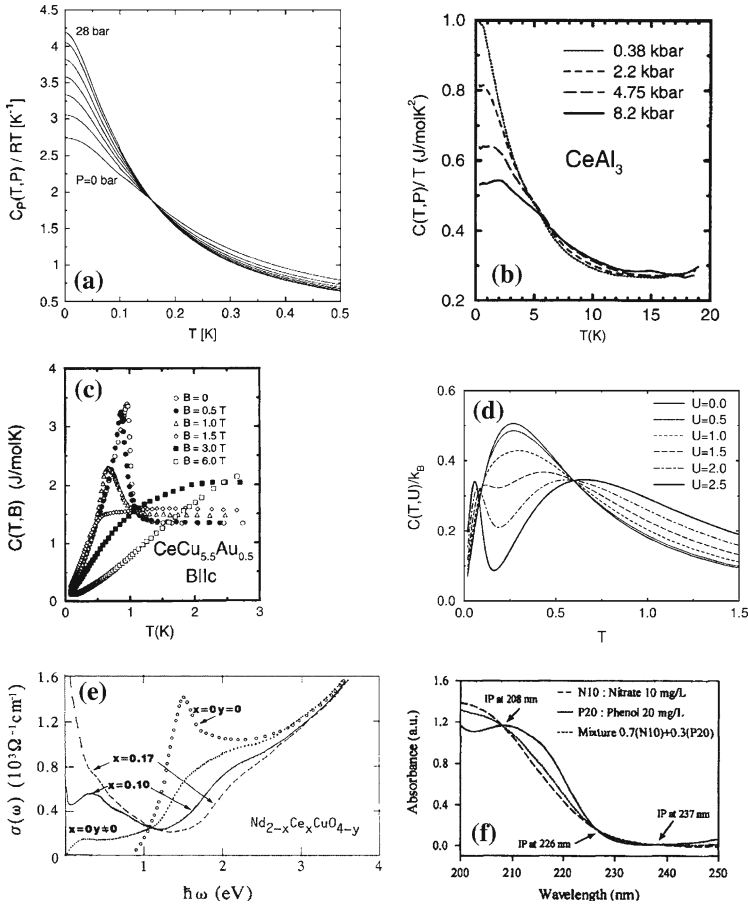 4.5
4
3.5
3
2.5
2
1.5
1
0.5
28 bar
P=0 bar
(a)
C_P(T,P) / RT [K⁻¹]
0 0.1 0.2 0.3 0.4 0.5
T [K]
1.0
0.8
0.6
0.4
0.2
0.38 kbar
2.2 kbar
4.75 kbar
8.2 kbar
CeAl₃
(b)
C(T,P)/T (J/molK²)
0 5 10 15 20
T(K)
4
3
2
1
0
(c)
B = 0
B = 0.5 T
B = 1.0 T
B = 1.5 T
B = 3.0 T
B = 6.0 T
CeCu₅.₅Au₀.₅
BIIc
C(T,B) (J/molK)
0 1 2 3
T(K)
0.6
0.4
0.2
0.0
(d)
U=0.0
U=0.5
U=1.0
U=1.5
U=2.0
U=2.5
C(T,U)/k_B
0.0 0.5 1.0 1.5
T
1.6
1.2
0.8
0.4
0
(e)
x=0y=0
x=0.17
x=0.10
x=0y≠0
Nd₂₋ₓCeₓCuO₄₋y
σ(ω) (10³Ω⁻¹cm⁻¹)
0 1 2 3 4
ħω (eV)
1.6
1.2
0.8
0.4
0.0
IP at 208 nm
N10 : Nitrate 10 mg/L
P20 : Phenol 20 mg/L
Mixture 0.7(N10)+0.3(P20)
IP at 237 nm
IP at 226 nm
(f)
Absorbance (a.u.)
200 210 220 230 240 250
Wavelength (nm)